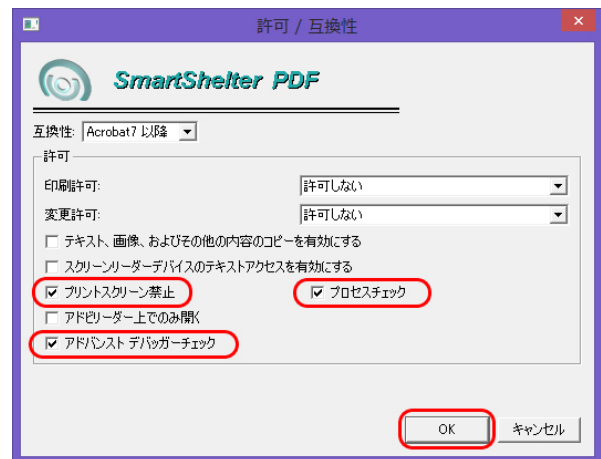 許可 / 互換性
SmartShelter PDF
互換性: Acrobat7 以降
許可
印刷許可: 許可しない
変更許可: 許可しない
テキスト、画像、およびその他の内容のコピーを有効にする
スクリーンリーダーデバイスのテキストアクセスを有効にする
プリントスクリーン禁止 プロセスチェック
アドビリーダー上でのみ開く
アドバンスト デバッガーチェック
OK キャンセル